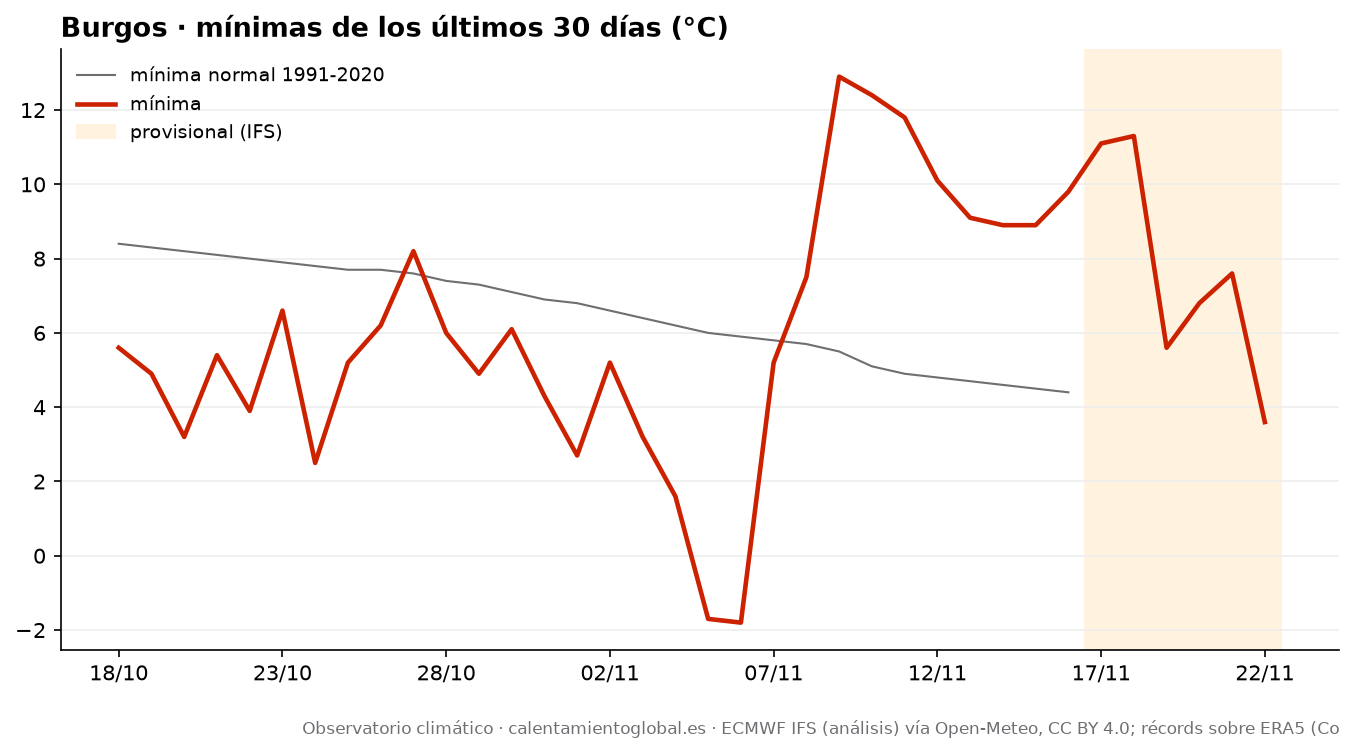 Burgos · mínimas de los últimos 30 días (°C)
mínima normal 1991-2020
mínima
provisional (IFS)
12
10
8
6
4
2
0
−2
18/10 23/10 28/10 02/11 07/11 12/11 17/11 22/11
Observatorio climático · calentamientoglobal.es · ECMWF IFS (análisis) vía Open-Meteo, CC BY 4.0; récords sobre ERA5 (Co